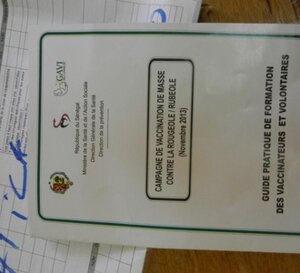 GAVI
République du Sénégal
Ministère de la Santé et de l'Action Sociale
Direction Générale de la Santé
Direction de la prévention
CAMPAGNE DE VACCINATION DE MASSE
CONTRE LA ROUGEOLE / RUBEOLE
(Novembre 2013)
GUIDE PRATIQUE DE FORMATION
DES VACCINATEURS ET VOLONTAIRES